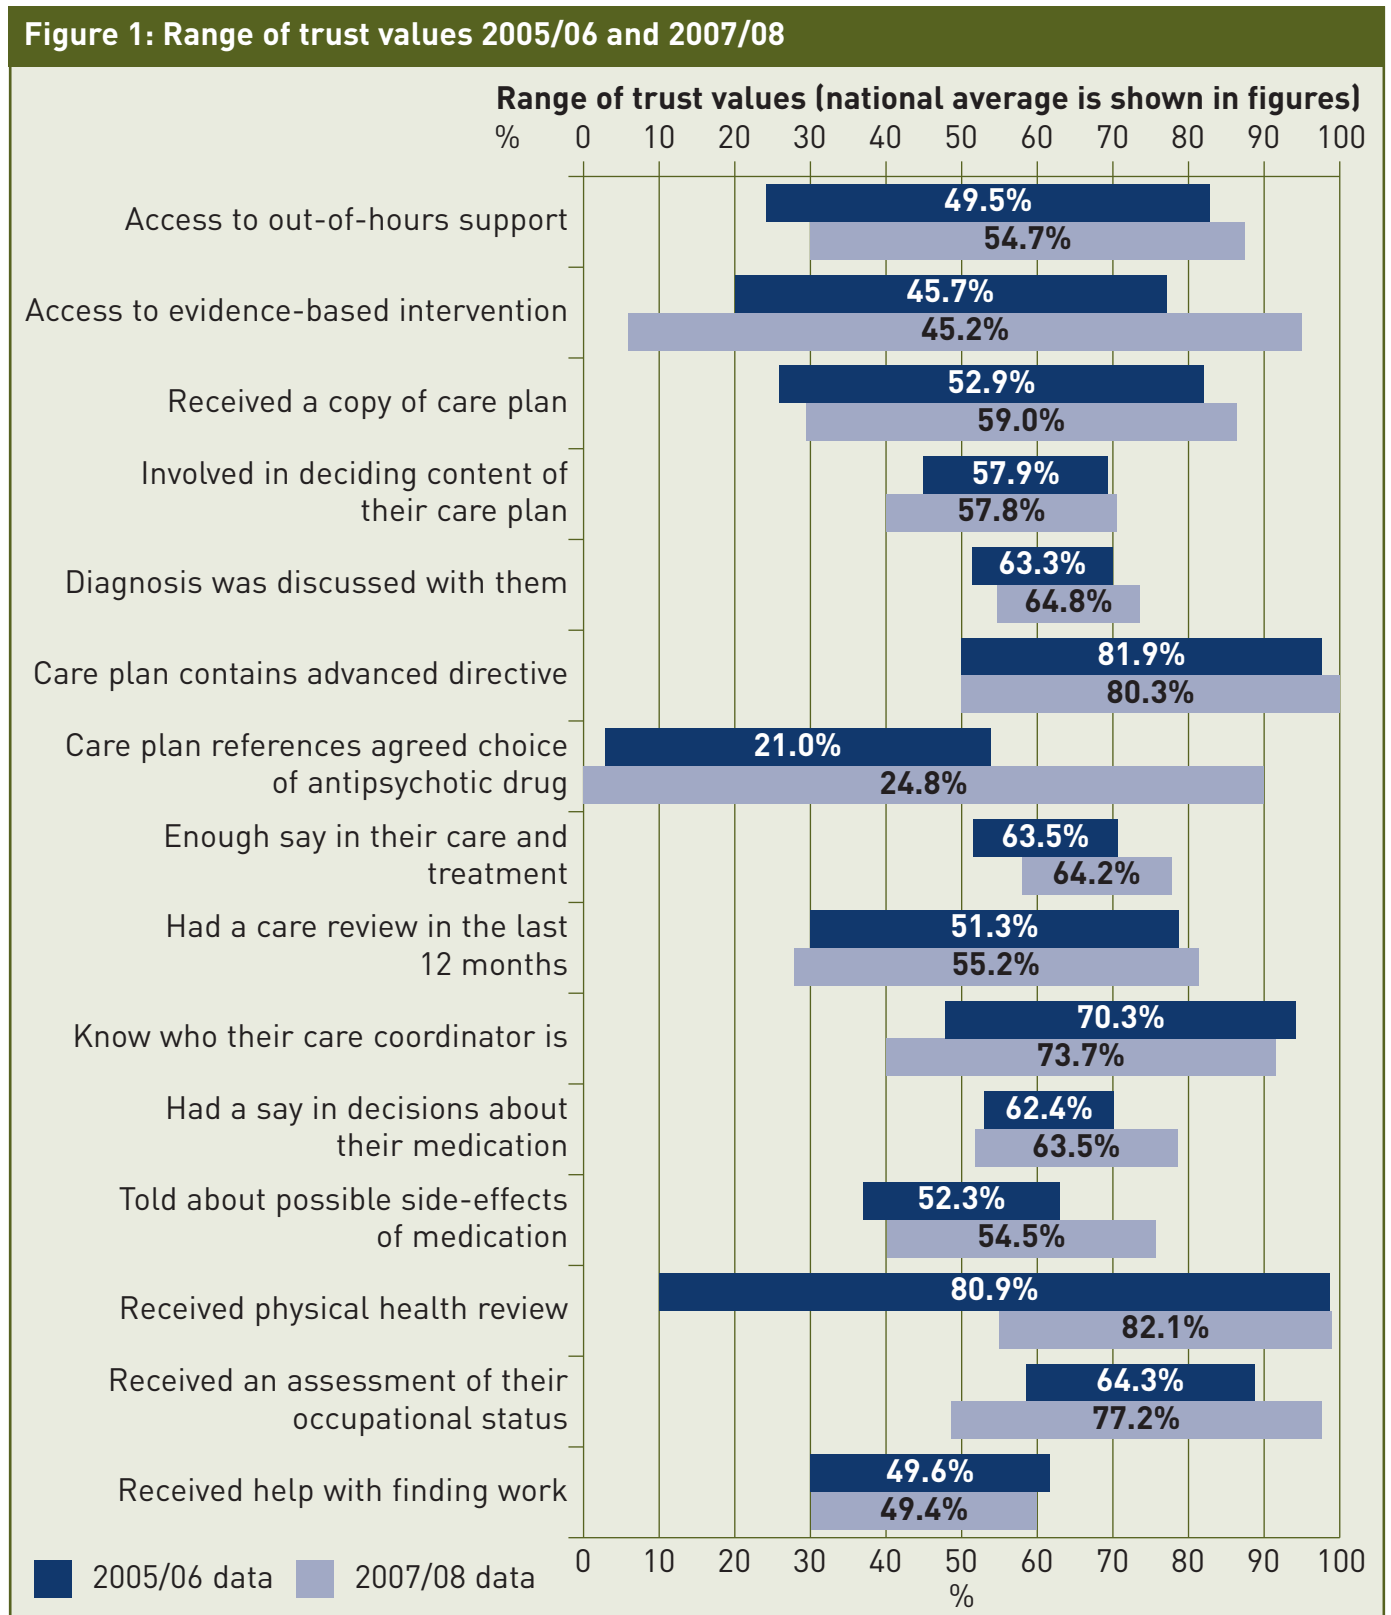 Figure 1: Range of trust values 2005/06 and 2007/08
Range of trust values (national average is shown in figures)
% 0 10 20 30 40 50 60 70 80 90 100
Access to out-of-hours support
49.5%
54.7%
Access to evidence-based intervention
45.7%
45.2%
Received a copy of care plan
52.9%
59.0%
Involved in deciding content of
their care plan
57.9%
57.8%
Diagnosis was discussed with them
63.3%
64.8%
Care plan contains advanced directive
81.9%
80.3%
Care plan references agreed choice
of antipsychotic drug
21.0%
24.8%
Enough say in their care and
treatment
63.5%
64.2%
Had a care review in the last
12 months
51.3%
55.2%
Know who their care coordinator is
70.3%
73.7%
Had a say in decisions about
their medication
62.4%
63.5%
Told about possible side-effects
of medication
52.3%
54.5%
Received physical health review
80.9%
82.1%
Received an assessment of their
occupational status
64.3%
77.2%
Received help with finding work
49.6%
49.4%
0 10 20 30 40 50 60 70 80 90 100
%
2005/06 data
2007/08 data